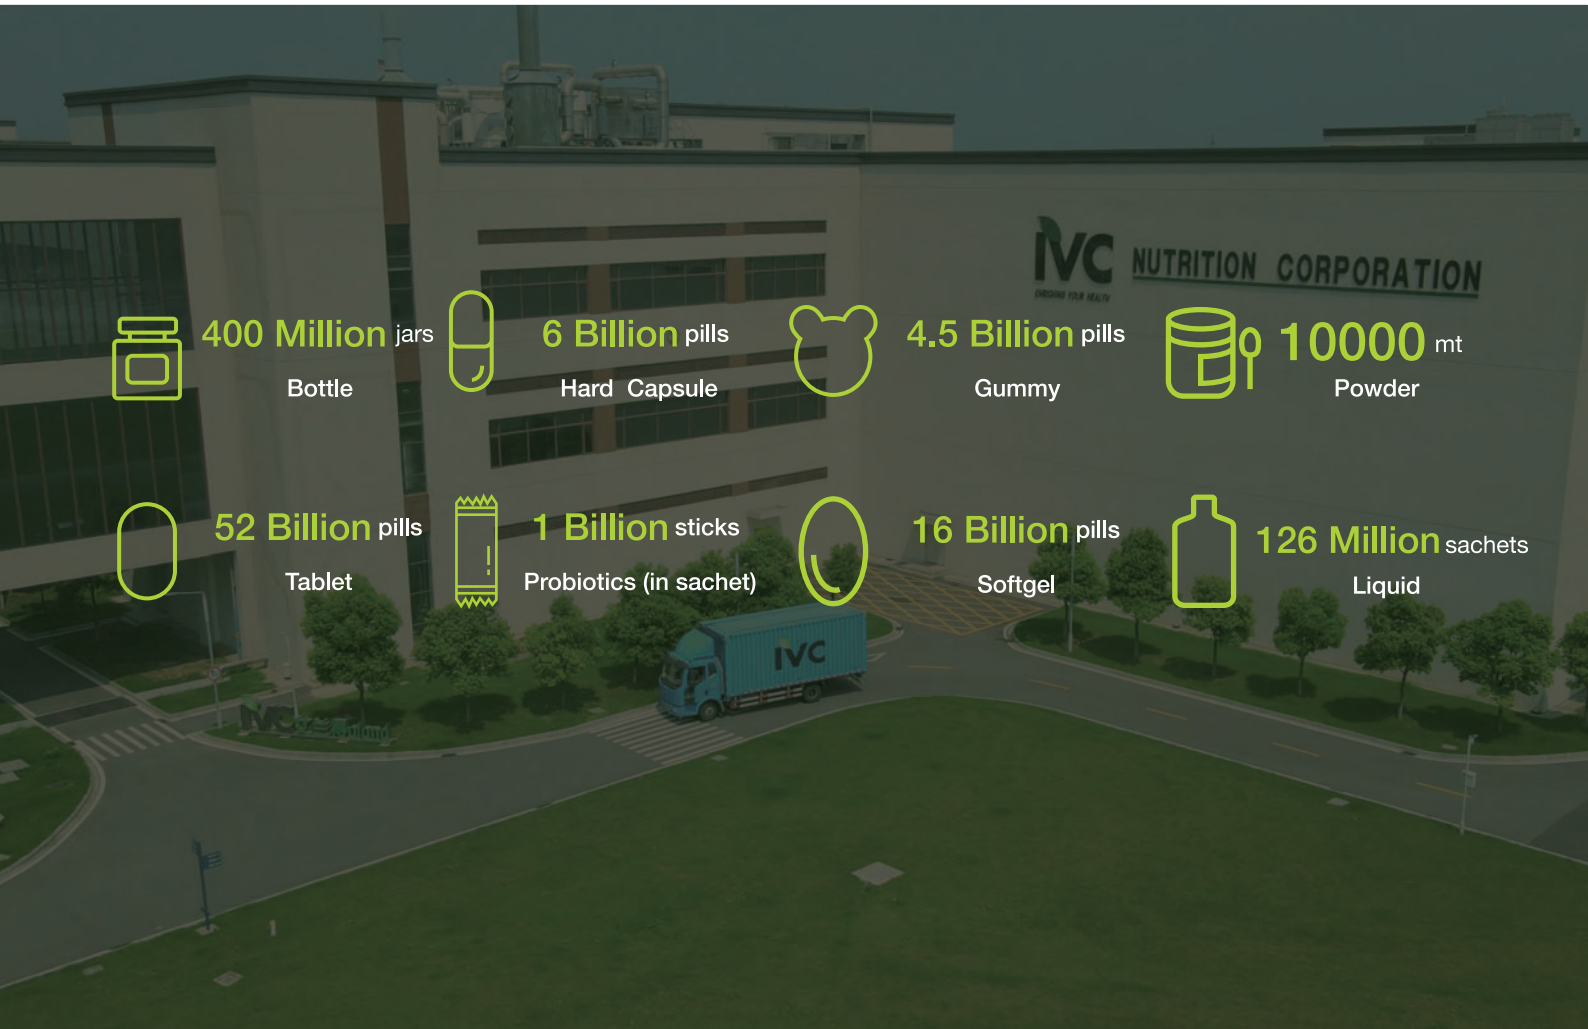 IVC NUTRITION CORPORATION
400 Million jars
Bottle
6 Billion pills
Hard Capsule
4.5 Billion pills
Gummy
10000 mt
Powder
52 Billion pills
Tablet
1 Billion sticks
Probiotics (in sachet)
16 Billion pills
Softgel
126 Million sachets
Liquid
IVC
IVC